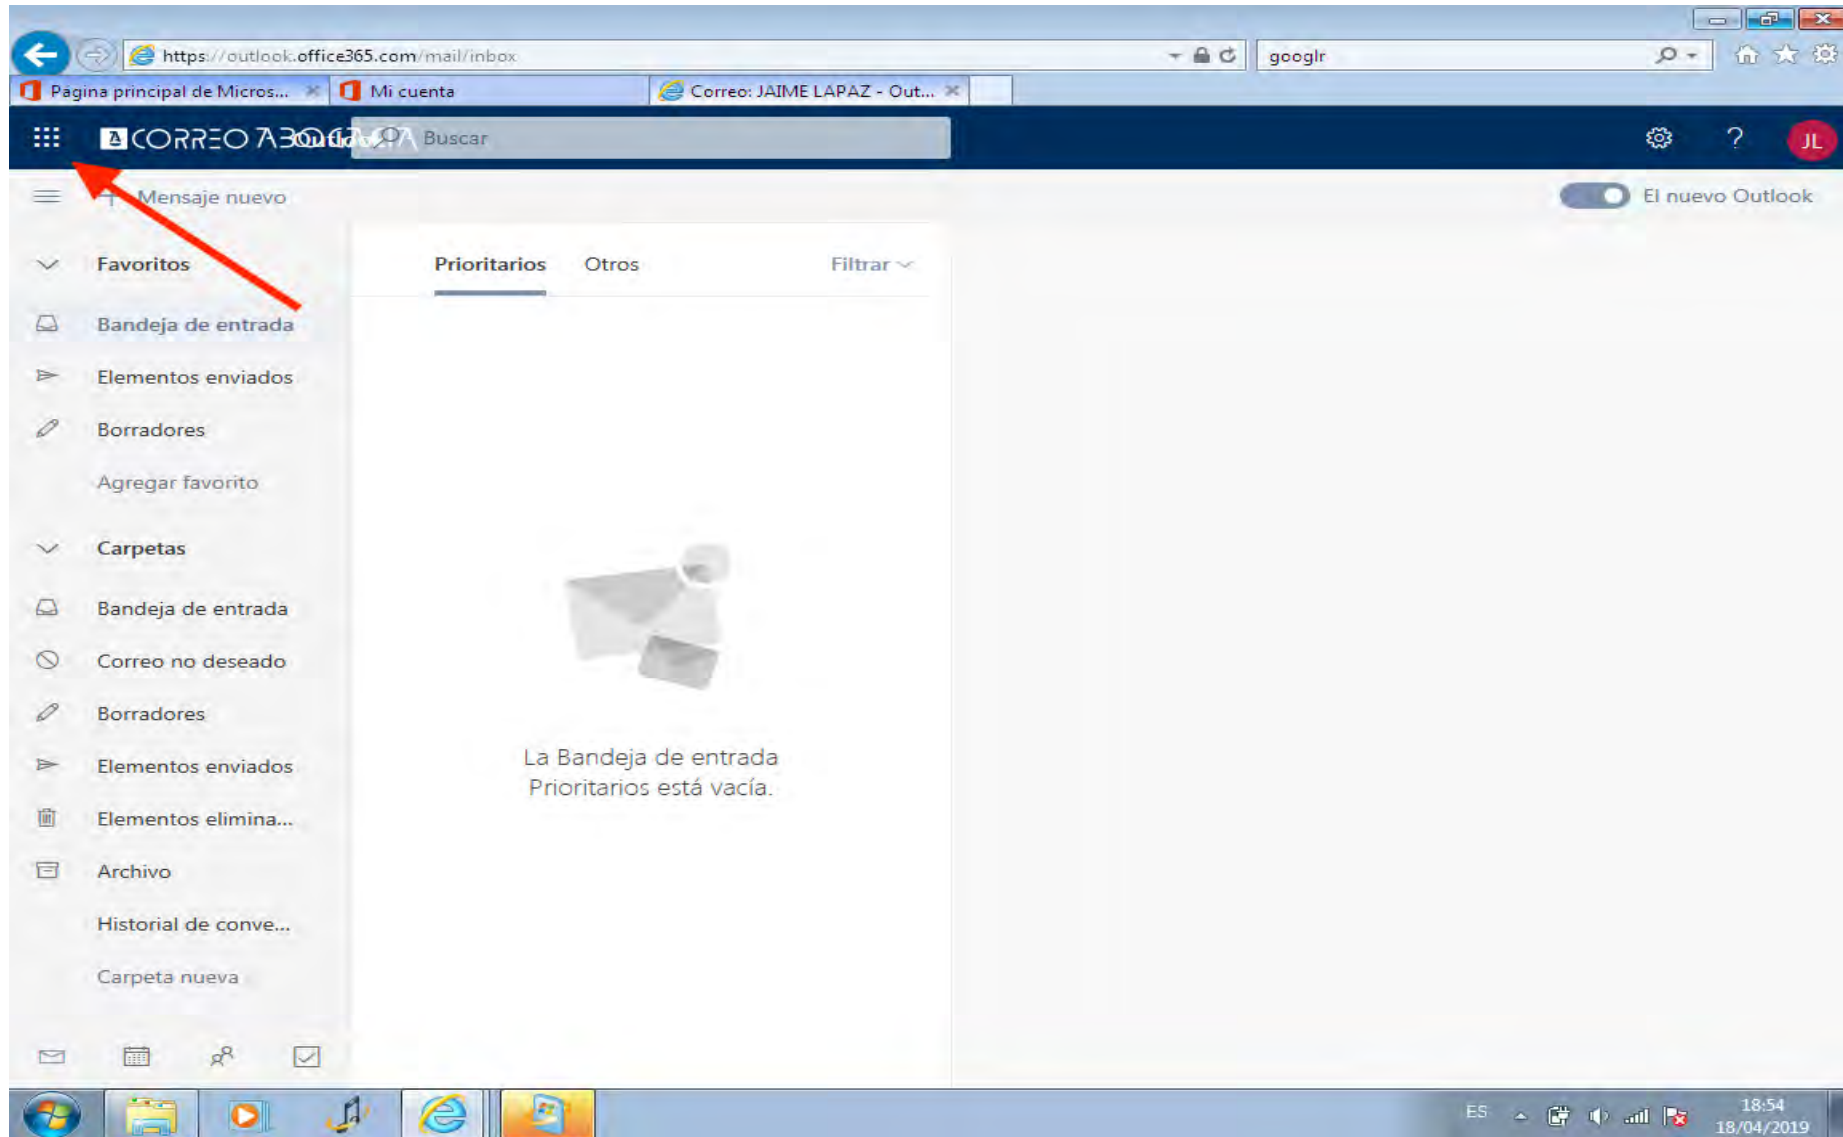 https://outlook.office365.com/mail/inbox
googlr
Página principal de Micros...
Mi cuenta
Correo: JAIME LAPAZ - Out...
CORREO
Buscar
?
JL
Mensaje nuevo
El nuevo Outlook
Favoritos
Prioritarios
Otros
Filtrar
Bandeja de entrada
Elementos enviados
Borradores
Agregar favorito
Carpetas
Bandeja de entrada
Correo no deseado
Borradores
Elementos enviados
Elementos elimina...
Archivo
Historial de conve...
Carpeta nueva
La Bandeja de entrada
Prioritarios está vacía.
ES
18:54
18/04/2019